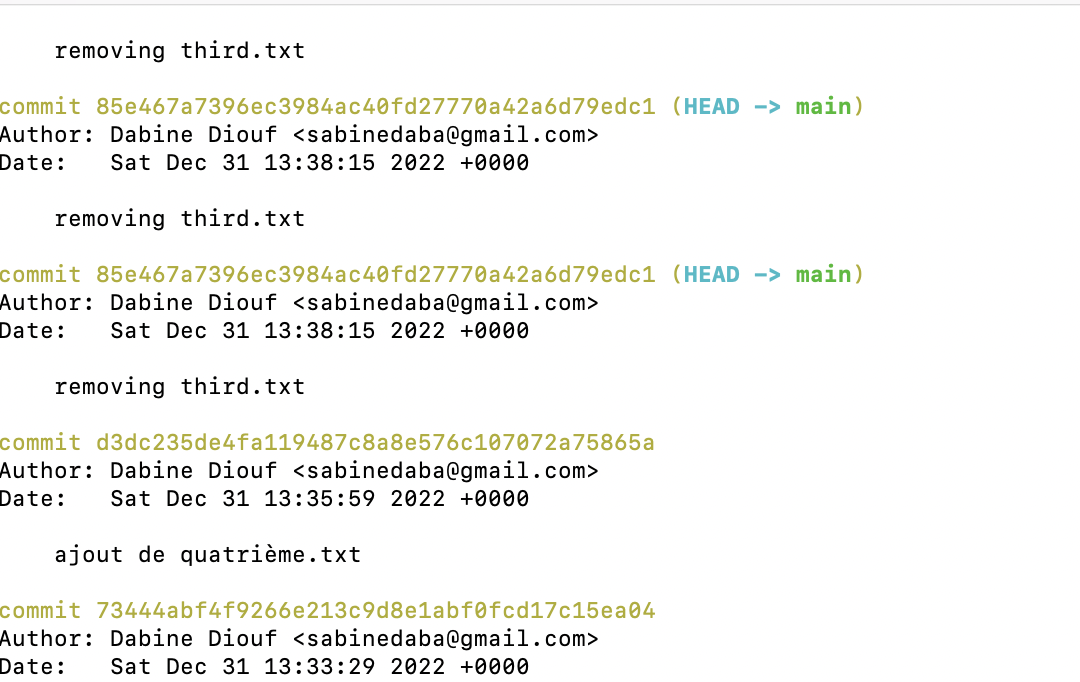 removing third.txt
commit 85e467a7396ec3984ac40fd27770a42a6d79edc1 (HEAD -> main)
Author: Dabine Diouf <sabinedaba@gmail.com>
Date:   Sat Dec 31 13:38:15 2022 +0000
removing third.txt
commit 85e467a7396ec3984ac40fd27770a42a6d79edc1 (HEAD -> main)
Author: Dabine Diouf <sabinedaba@gmail.com>
Date:   Sat Dec 31 13:38:15 2022 +0000
removing third.txt
commit d3dc235de4fa119487c8a8e576c107072a75865a
Author: Dabine Diouf <sabinedaba@gmail.com>
Date:   Sat Dec 31 13:35:59 2022 +0000
ajout de quatrième.txt
commit 73444abf4f9266e213c9d8e1abf0fcd17c15ea04
Author: Dabine Diouf <sabinedaba@gmail.com>
Date:   Sat Dec 31 13:33:29 2022 +0000